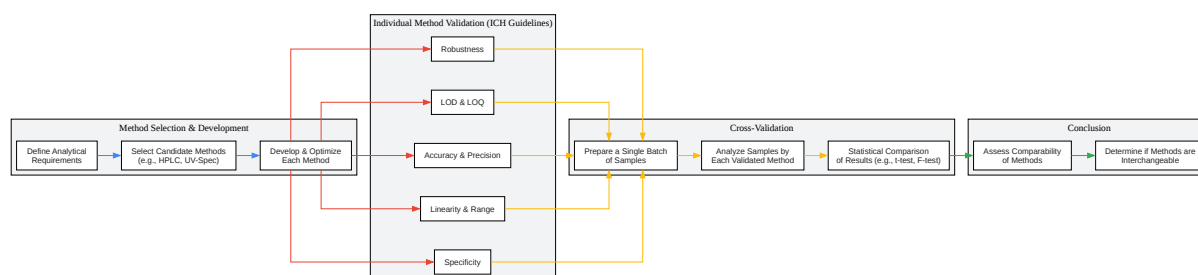 Individual Method Validation (ICH Guidelines)
Robustness
LOD & LOQ
Method Selection & Development
Cross-Validation
Conclusion
Define Analytical
Requirements
Select Candidate Methods
(e.g., HPLC, UV-Spec)
Develop & Optimize
Each Method
Accuracy & Precision
Prepare a Single Batch
of Samples
Analyze Samples by
Each Validated Method
Statistical Comparison
of Results (e.g., t-test, F-test)
Assess Comparability
of Methods
Determine if Methods are
Interchangeable
Linearity & Range
Specificity